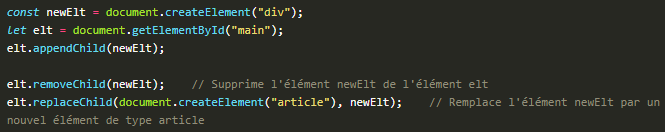 const newElt = document.createElement("div");
let elt = document.getElementById("main");
elt.appendChild(newElt);

elt.removeChild(newElt);    // Supprime l'élément newElt de l'élément elt
elt.replaceChild(document.createElement("article"), newElt);    // Remplace l'élément newElt par un
nouvel élément de type article